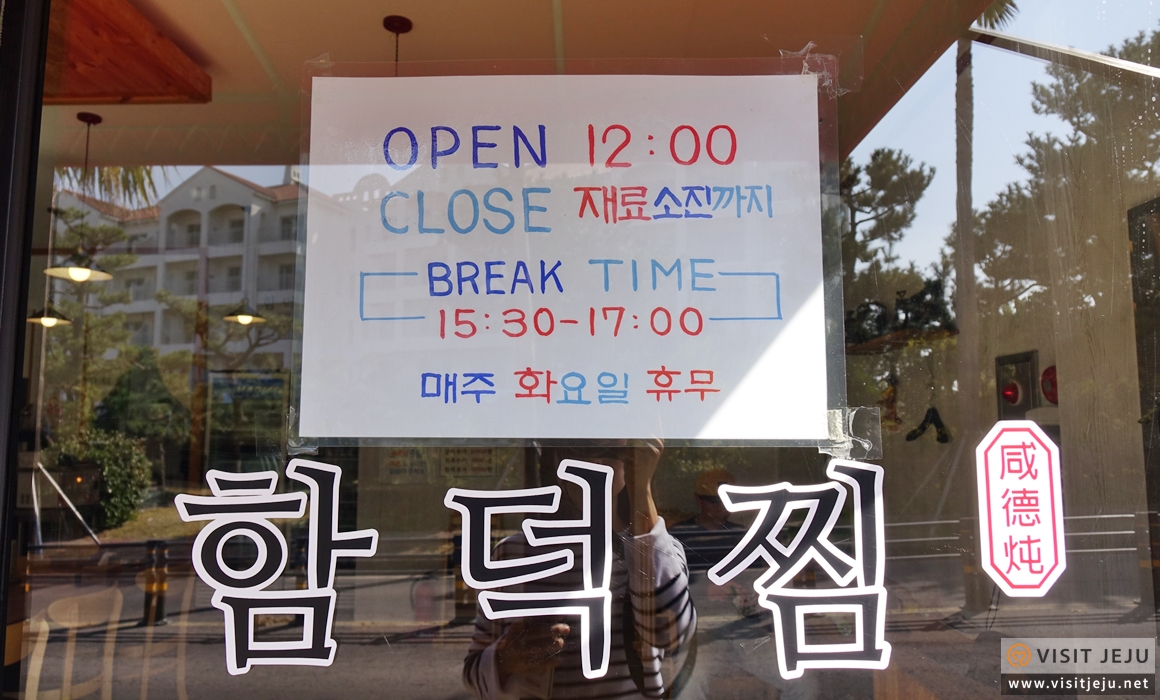 OPEN 12:00
CLOSE 재료소진까지
BREAK TIME
15:30-17:00
매주 화요일 휴무
함덕찜
咸德炖
VISIT JEJU
www.visitjeju.net